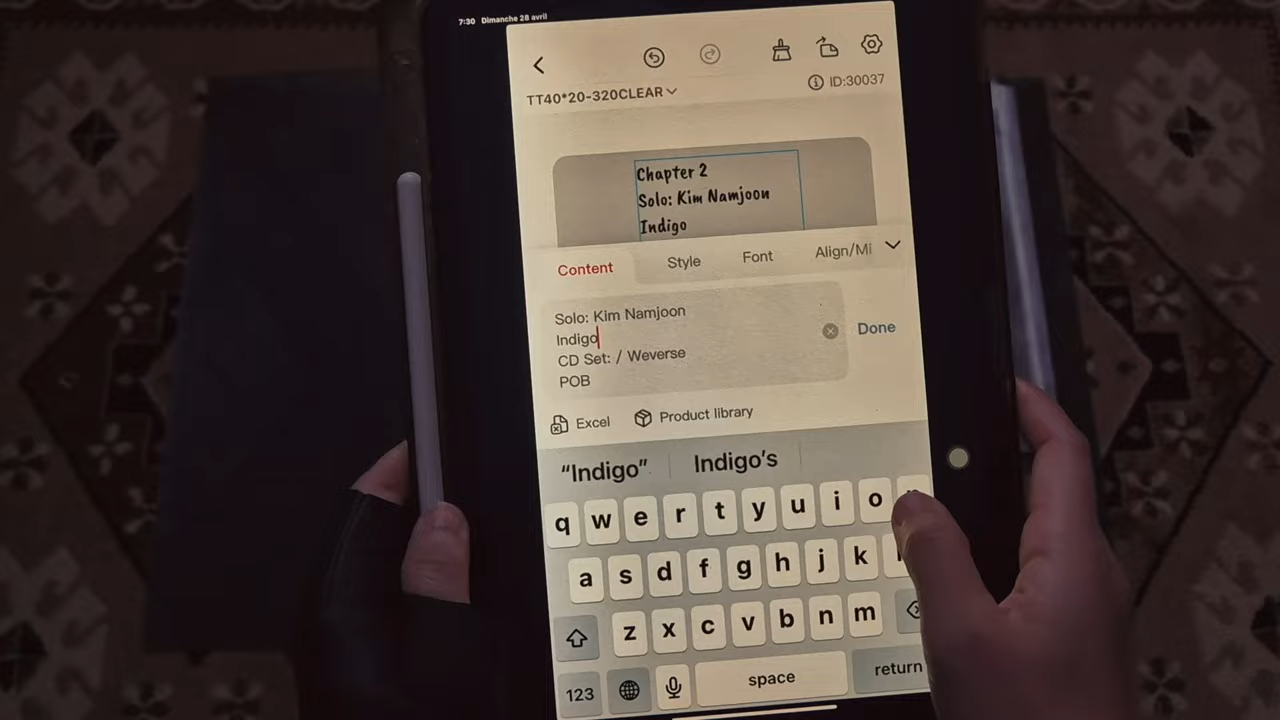 7:30 Dimanche 28 avril
TT40*20-320CLEAR
ID:30037
Chapter 2
Solo: Kim Namjoon
Indigo
Content Style Font Align/Mi
Solo: Kim Namjoon
Indigo
CD Set: / Weverse
POB
Done
Excel Product library
“Indigo” Indigo's
q w e r t y u i o
a s d f g h j k
z x c v b n m
123 space return